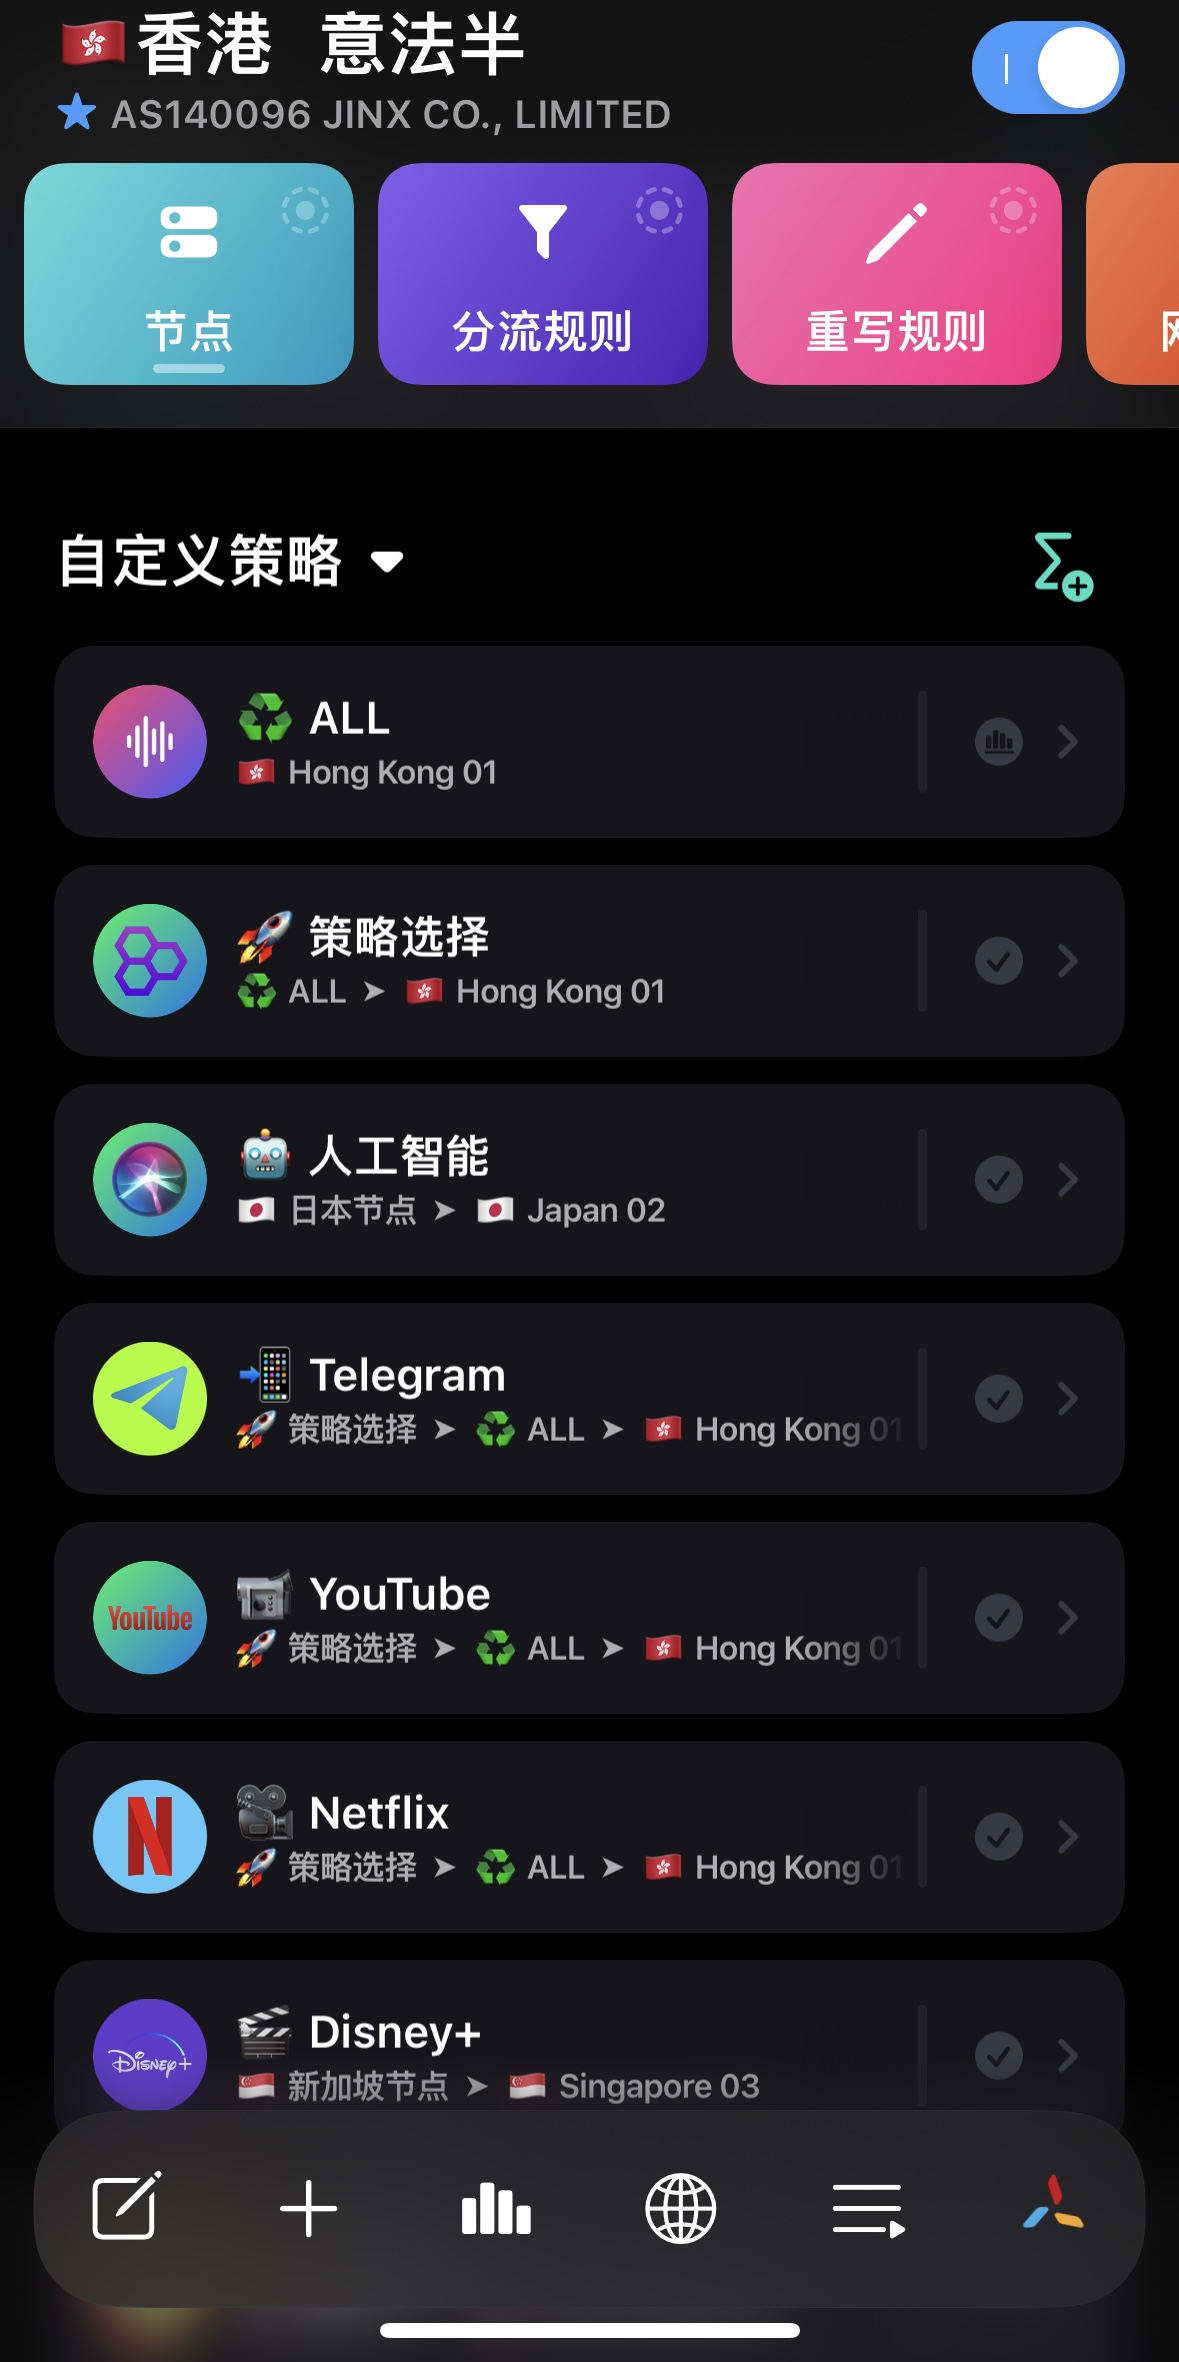 香港 意法半
AS140096 JINX CO., LIMITED
节点
分流规则
重写规则
自定义策略
ALL
Hong Kong 01
策略选择
ALL ➤ Hong Kong 01
人工智能
日本节点 ➤ Japan 02
Telegram
策略选择 ➤ ALL ➤ Hong Kong 01
YouTube
YouTube
策略选择 ➤ ALL ➤ Hong Kong 01
N
Netflix
策略选择 ➤ ALL ➤ Hong Kong 01
Disney+
Disney+
新加坡节点 ➤ Singapore 03